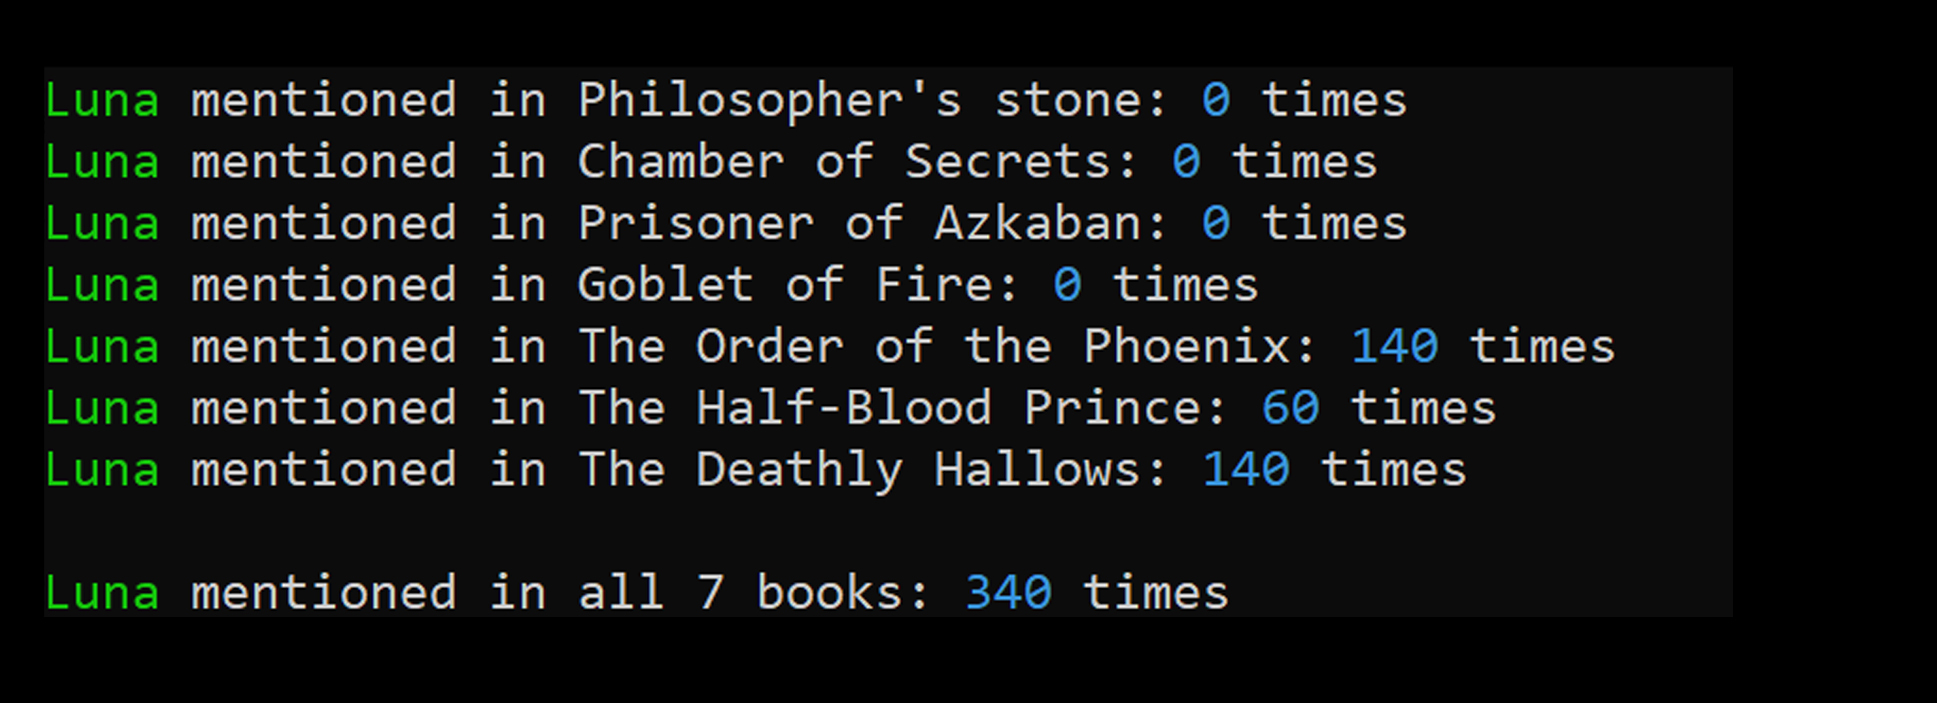 Luna mentioned in Philosopher's stone: 0 times
Luna mentioned in Chamber of Secrets: 0 times
Luna mentioned in Prisoner of Azkaban: 0 times
Luna mentioned in Goblet of Fire: 0 times
Luna mentioned in The Order of the Phoenix: 140 times
Luna mentioned in The Half-Blood Prince: 60 times
Luna mentioned in The Deathly Hallows: 140 times
Luna mentioned in all 7 books: 340 times